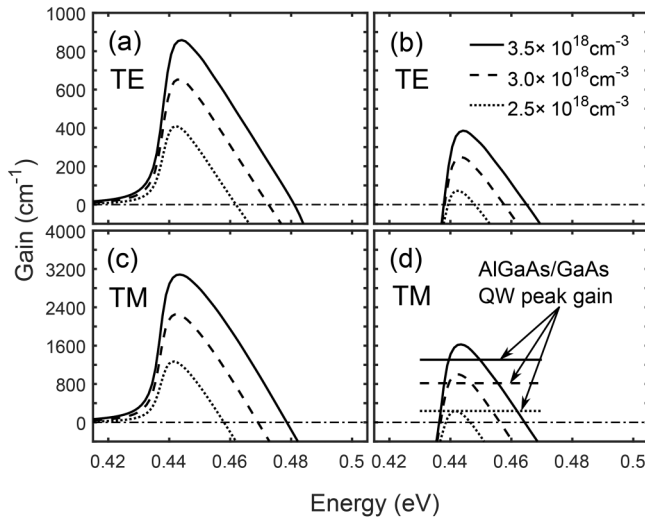 1000
800
600
400
200
0
Gain (cm⁻¹)
(a)
TE
(b)
TE
3.5× 10¹⁸cm⁻³
3.0× 10¹⁸cm⁻³
2.5× 10¹⁸cm⁻³
4000
3200
2400
1600
800
0
(c)
TM
(d)
TM
AlGaAs/GaAs
QW peak gain
0.42 0.44 0.46 0.48 0.5
0.42 0.44 0.46 0.48 0.5
Energy (eV)